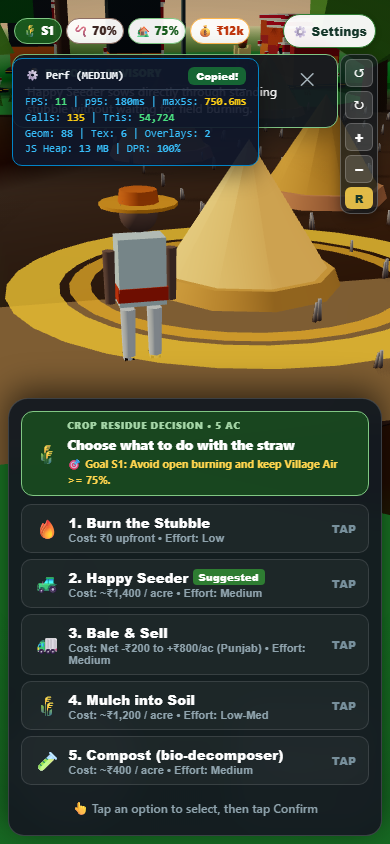 S1
70%
75%
₹12k
Settings
Perf (MEDIUM)
Copied!
FPS: 11 | p95: 180ms | max5s: 750.6ms
Calls: 135 | Tris: 54,724
Geom: 88 | Tex: 6 | Overlays: 2
JS Heap: 13 MB | DPR: 100%
R
CROP RESIDUE DECISION • 5 AC
Choose what to do with the straw
🎯 Goal S1: Avoid open burning and keep Village Air
>= 75%.
1. Burn the Stubble
Cost: ₹0 upfront • Effort: Low
TAP
2. Happy Seeder Suggested
Cost: ~₹1,400 / acre • Effort: Medium
TAP
3. Bale & Sell
Cost: Net -₹200 to +₹800/ac (Punjab) • Effort:
Medium
TAP
4. Mulch into Soil
Cost: ~₹1,200 / acre • Effort: Low-Med
TAP
5. Compost (bio-decomposer)
Cost: ~₹400 / acre • Effort: Medium
TAP
👆 Tap an option to select, then tap Confirm